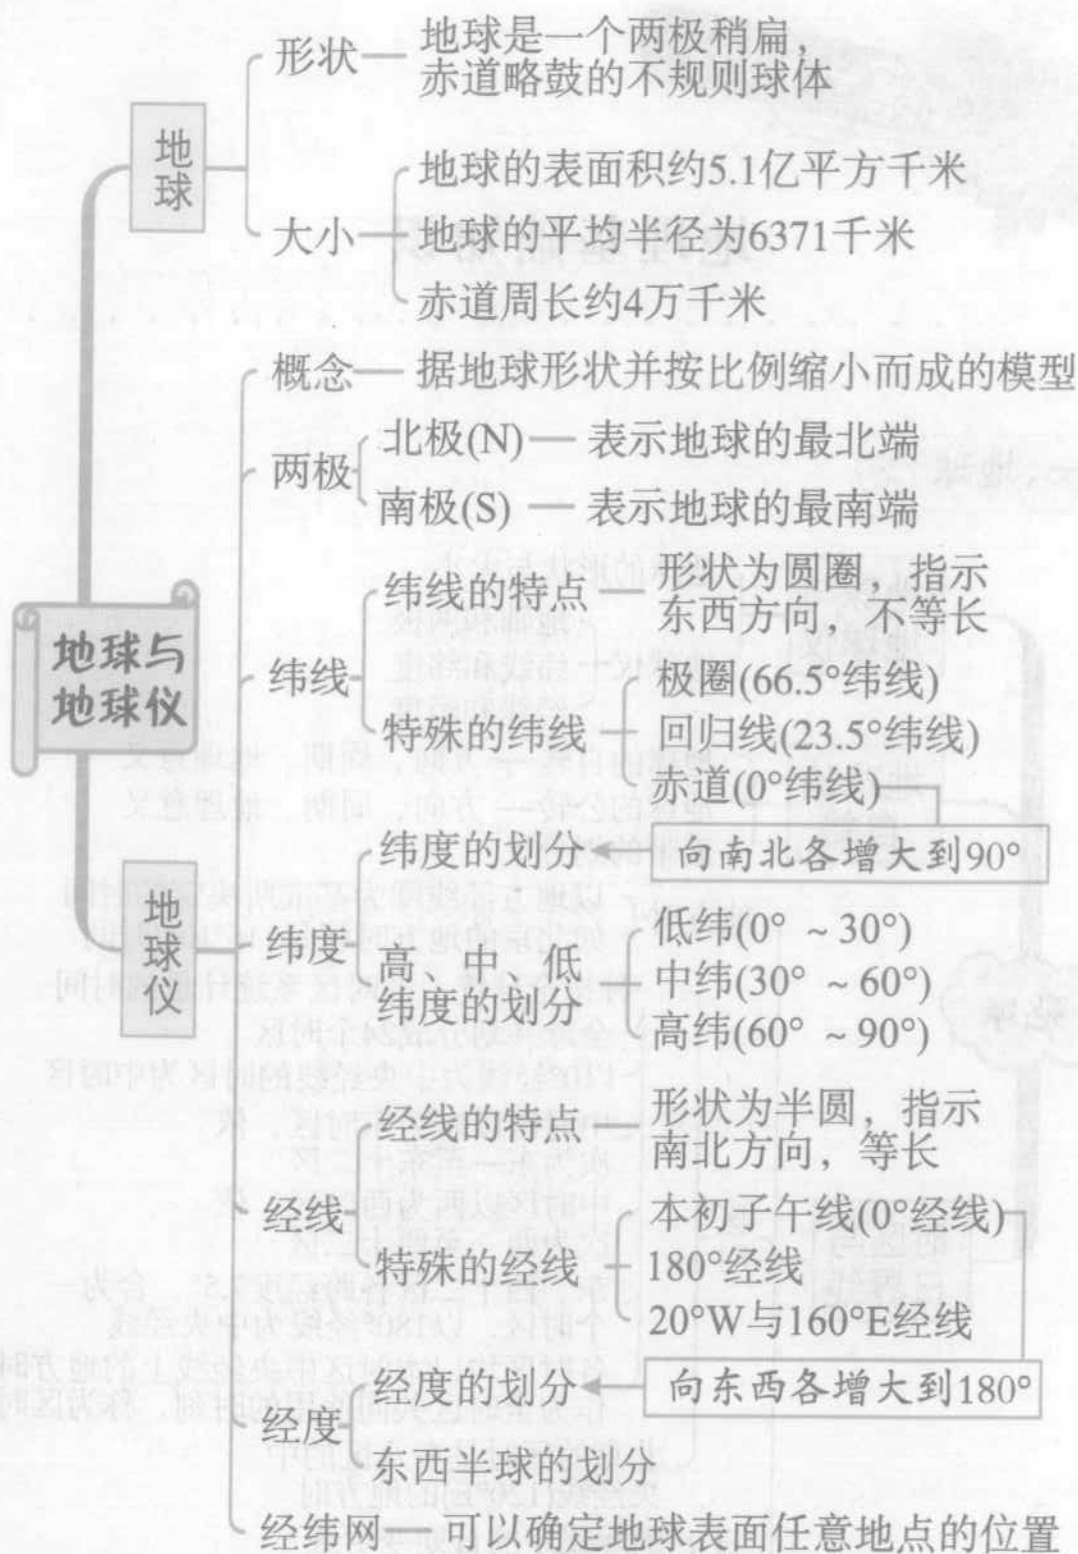 形状 — 地球是一个两极稍扁，
赤道略鼓的不规则球体
地球
大小
地球的表面积约5.1亿平方千米
地球的平均半径为6371千米
赤道周长约4万千米
地球与
地球仪
地球仪
概念 — 据地球形状并按比例缩小而成的模型
两极
北极(N) — 表示地球的最北端
南极(S) — 表示地球的最南端
纬线
纬线的特点 — 形状为圆圈，指示
东西方向，不等长
特殊的纬线
极圈(66.5°纬线)
回归线(23.5°纬线)
赤道(0°纬线)
纬度
纬度的划分
向南北各增大到90°
高、中、低
纬度的划分
低纬(0° ~ 30°)
中纬(30° ~ 60°)
高纬(60° ~ 90°)
经线
经线的特点 — 形状为半圆，指示
南北方向，等长
特殊的经线
本初子午线(0°经线)
180°经线
20°W与160°E经线
经度
经度的划分
向东西各增大到180°
东西半球的划分
经纬网 — 可以确定地球表面任意地点的位置